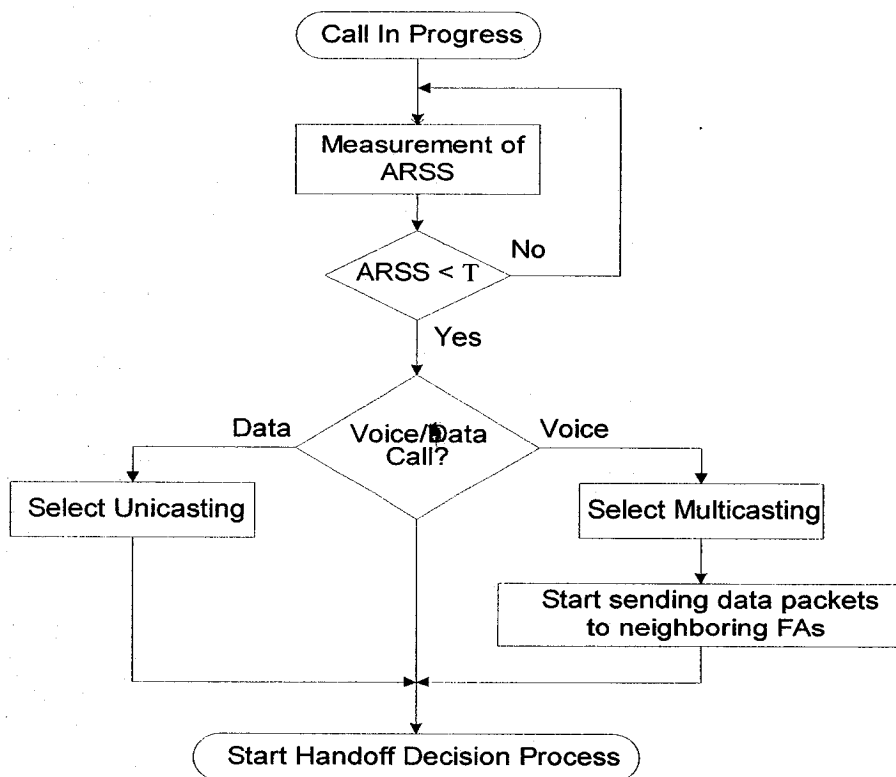 Call In Progress
Measurement of
ARSS
ARSS < T
No
Yes
Data
Voice/Data
Call?
Voice
Select Unicasting
Select Multicasting
Start sending data packets
to neighboring FAs
Start Handoff Decision Process